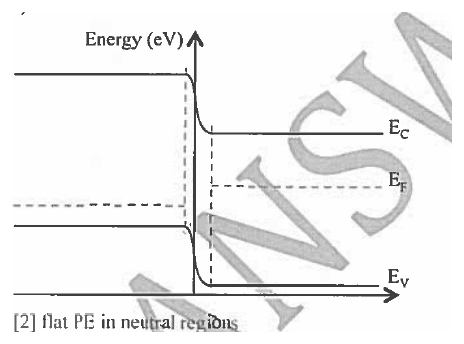 Energy (eV)
E_C
E_F
E_V
[2] flat PE in neutral regions